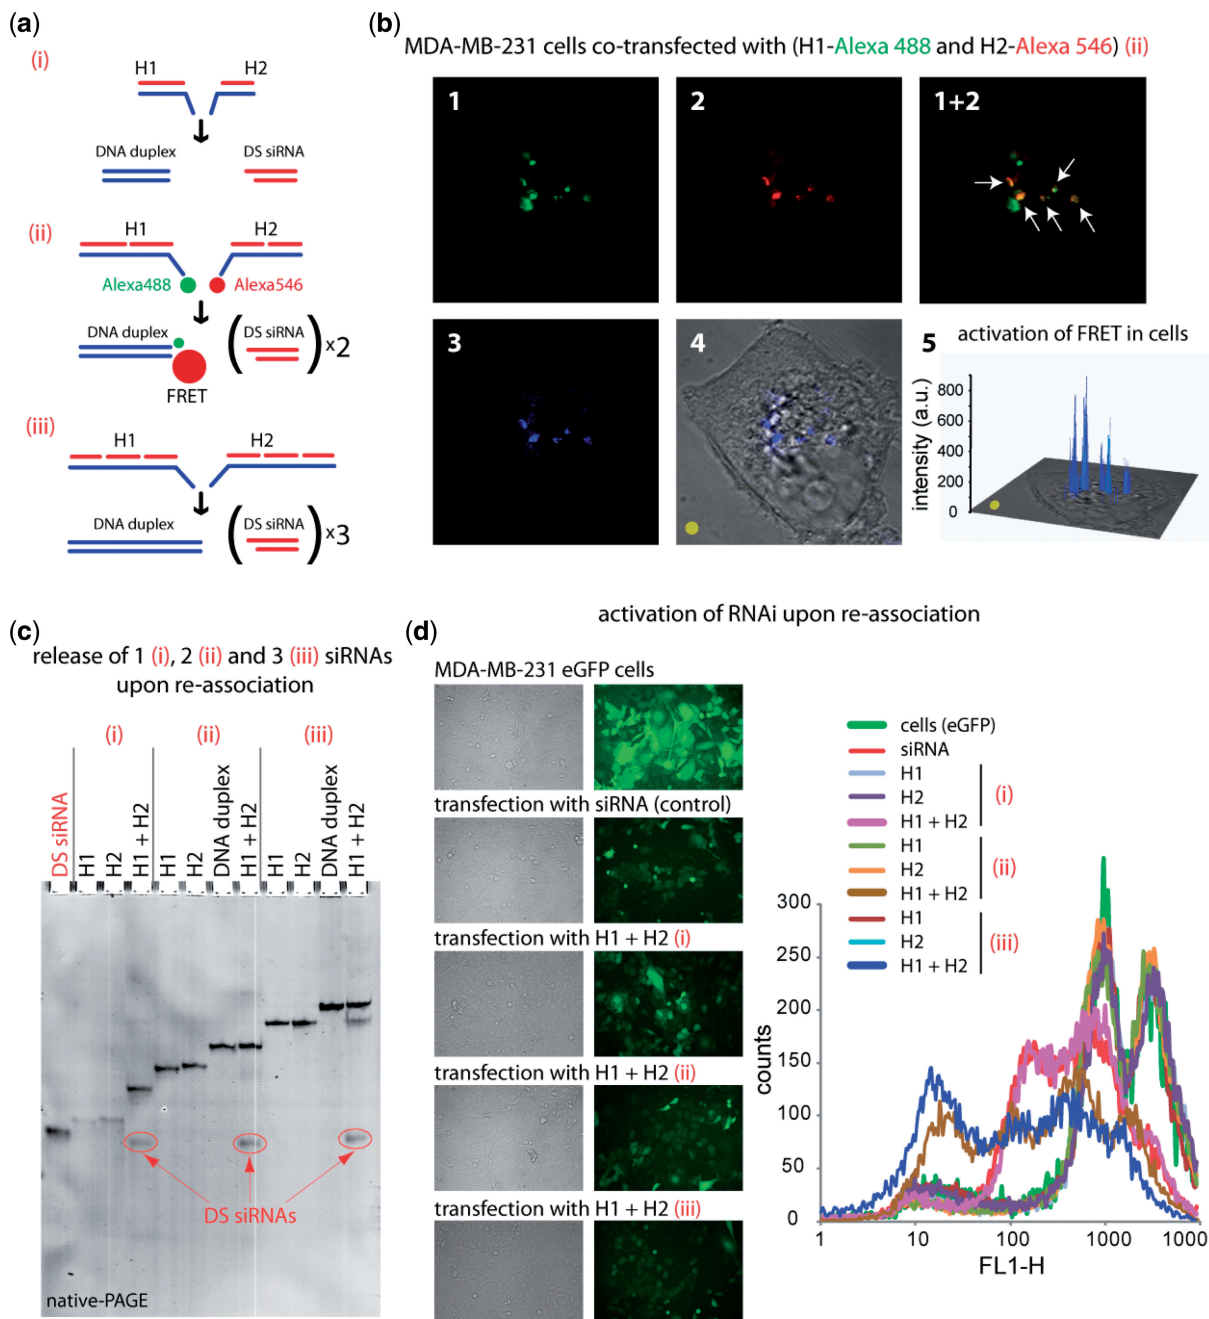 (a)
(i)
H1 H2
DNA duplex DS siRNA
(ii)
H1 H2
Alexa488 Alexa546
DNA duplex
DS siRNA
x2
FRET
(iii)
H1 H2
DNA duplex
DS siRNA
x3
(b)
MDA-MB-231 cells co-transfected with (H1-Alexa 488 and H2-Alexa 546) (ii)
1
2
1+2
3
4
5 activation of FRET in cells
intensity (a.u.)
800
600
400
200
0
(c)
release of 1 (i), 2 (ii) and 3 (iii) siRNAs
upon re-association
(i) (ii) (iii)
DS siRNA
H1
H2
H1 + H2
H1
H2
DNA duplex
H1 + H2
H1
H2
DNA duplex
H1 + H2
DS siRNAs
native-PAGE
(d)
activation of RNAi upon re-association
MDA-MB-231 eGFP cells
transfection with siRNA (control)
transfection with H1 + H2 (i)
transfection with H1 + H2 (ii)
transfection with H1 + H2 (iii)
cells (eGFP)
siRNA
H1
H2
H1 + H2
(i)
H1
H2
H1 + H2
(ii)
H1
H2
H1 + H2
(iii)
counts
300
250
200
150
100
50
0
1 10 100 1000 1000
FL1-H